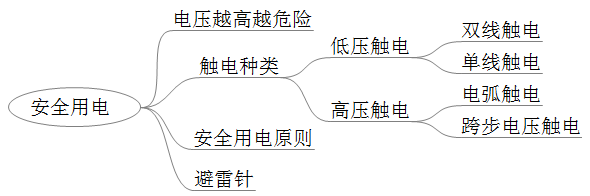 安全用电
电压越高越危险
触电种类
低压触电
双线触电
单线触电
高压触电
电弧触电
跨步电压触电
安全用电原则
避雷针